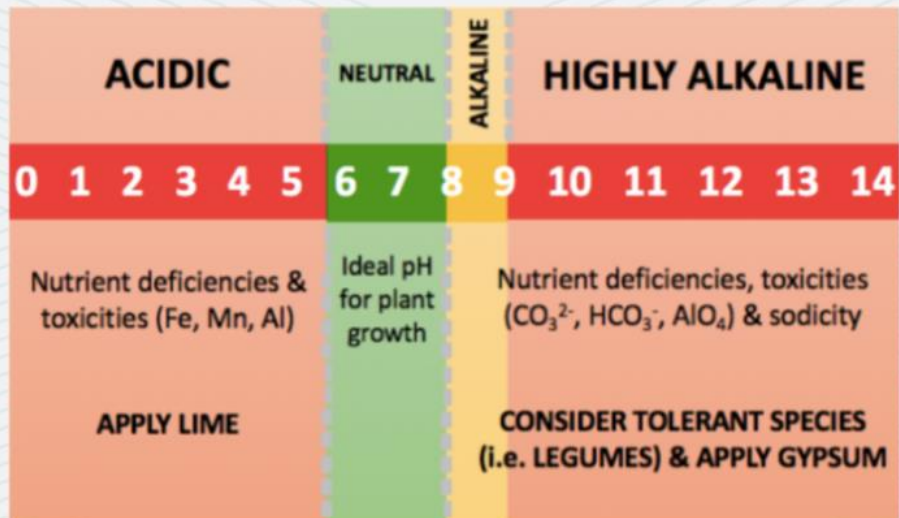 ACIDIC
NEUTRAL
ALKALINE
HIGHLY ALKALINE
0 1 2 3 4 5 6 7 8 9 10 11 12 13 14
Nutrient deficiencies &
toxicities (Fe, Mn, Al)
Ideal pH
for plant
growth
Nutrient deficiencies, toxicities
(CO₃²⁻, HCO₃⁻, AlO₄) & sodicity
APPLY LIME
CONSIDER TOLERANT SPECIES
(i.e. LEGUMES) & APPLY GYPSUM